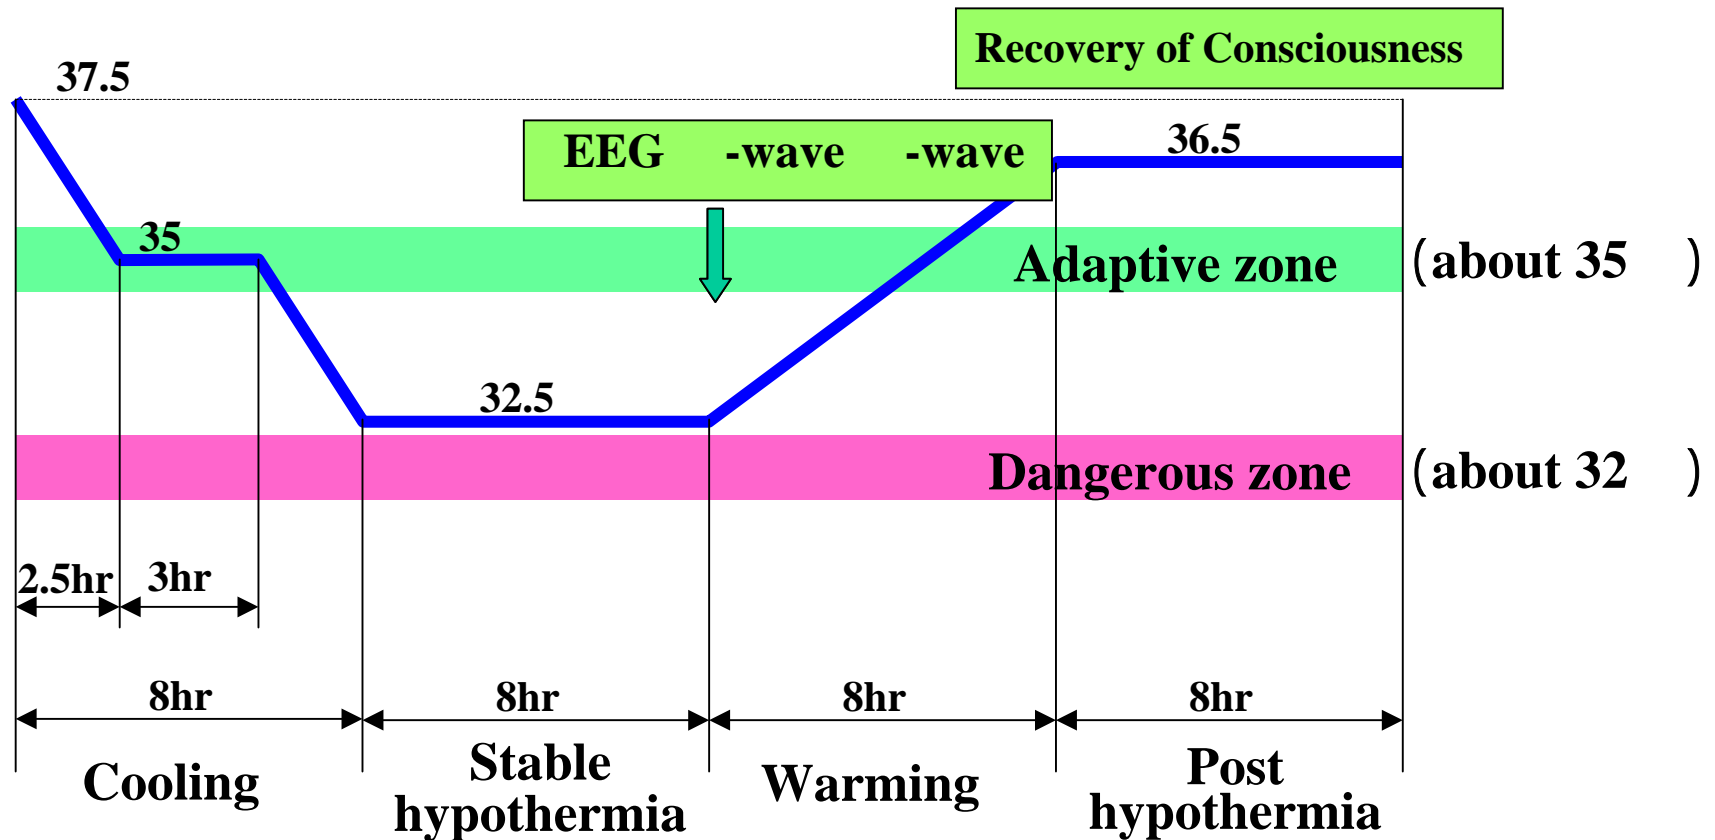 Recovery of Consciousness
37.5
EEG -wave -wave
36.5
35
Adaptive zone
(about 35 )
32.5
Dangerous zone
(about 32 )
2.5hr
3hr
8hr
8hr
8hr
8hr
Cooling
Stable
hypothermia
Warming
Post
hypothermia